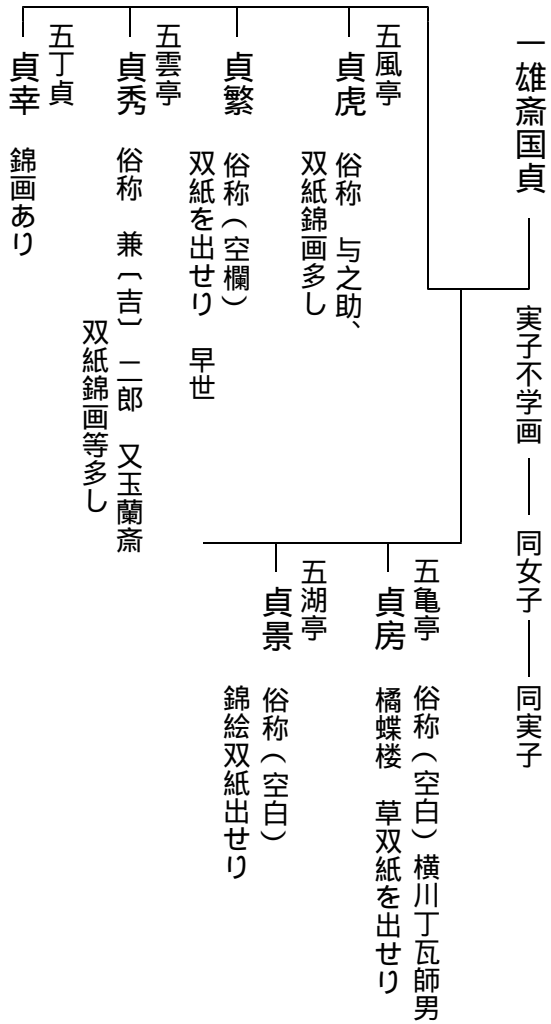 一雄斎国貞
実子不学画
同女子
同実子
五風亭
貞虎
俗称 与之助、
双紙錦画多し
貞繁
俗称(空欄)
双紙を出せり 早世
五雲亭
貞秀
俗称 兼〔吉〕二郎 又玉蘭斎
双紙錦画等多し
五丁貞
貞幸
錦画あり
五亀亭
貞房
俗称(空白)横川丁瓦師男
橘蝶楼 草双紙を出せり
五湖亭
貞景
俗称(空白)
錦絵双紙出せり